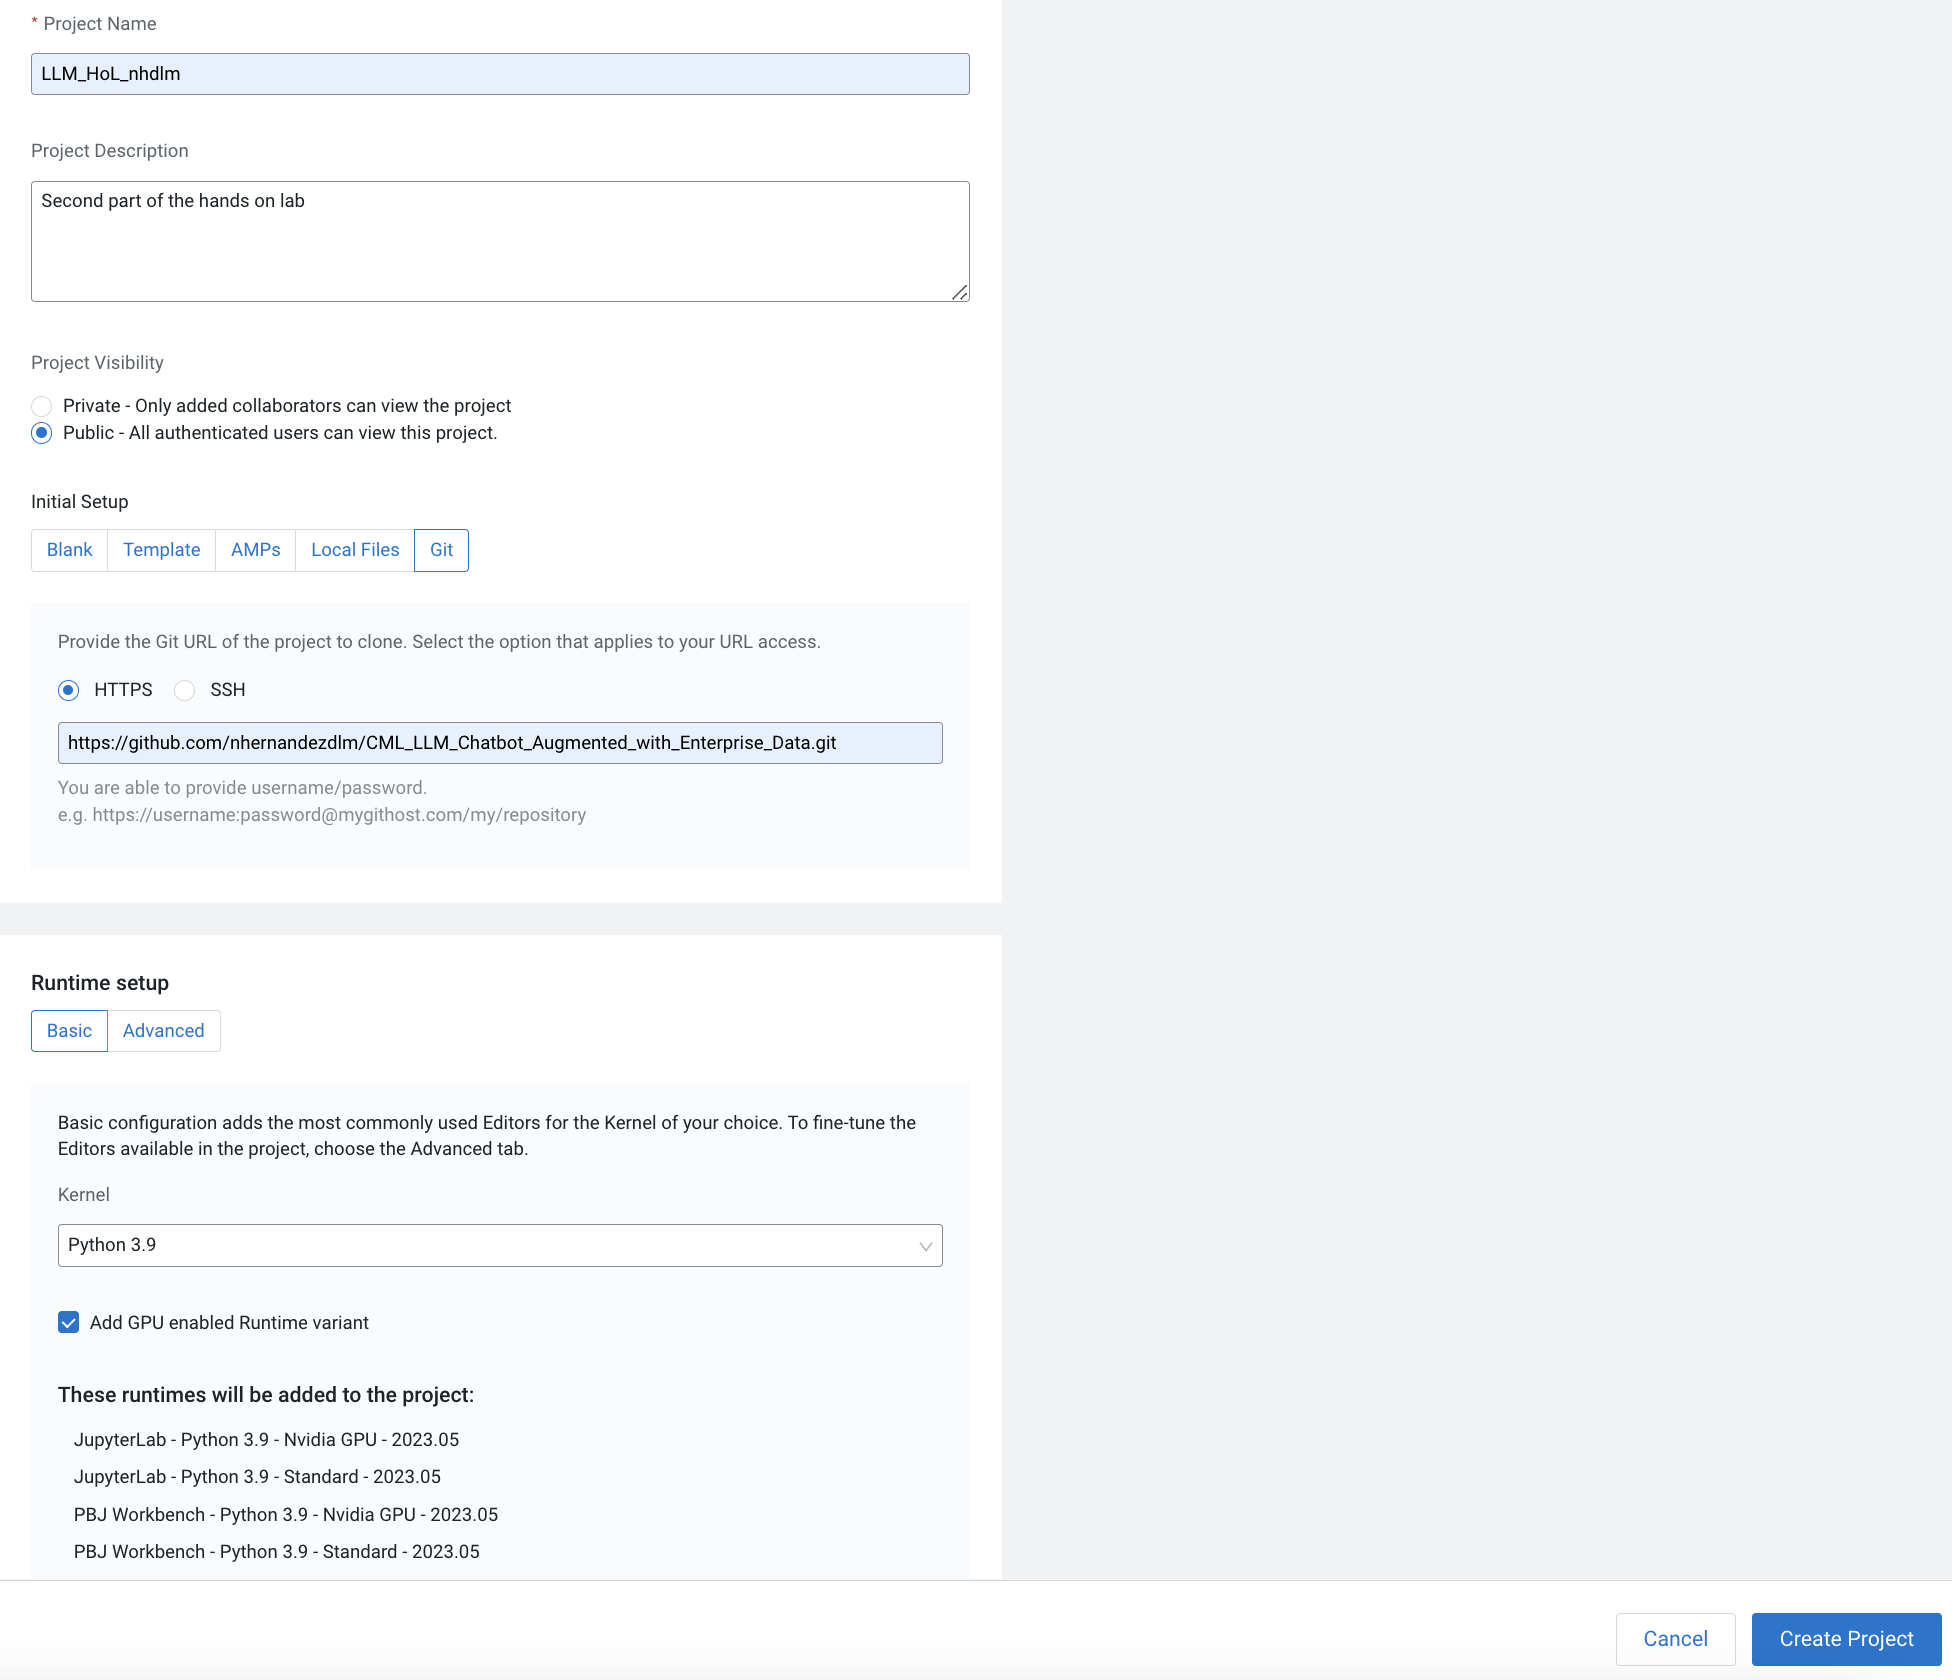 * Project Name
LLM_HoL_nhdlm
Project Description
Second part of the hands on lab
Project Visibility
Private - Only added collaborators can view the project
Public - All authenticated users can view this project.
Initial Setup
Blank Template AMPs Local Files Git
Provide the Git URL of the project to clone. Select the option that applies to your URL access.
HTTPS SSH
https://github.com/nhernandezdlm/CML_LLM_Chatbot_Augmented_with_Enterprise_Data.git
You are able to provide username/password.
e.g. https://username:password@mygithost.com/my/repository
Runtime setup
Basic Advanced
Basic configuration adds the most commonly used Editors for the Kernel of your choice. To fine-tune the
Editors available in the project, choose the Advanced tab.
Kernel
Python 3.9
Add GPU enabled Runtime variant
These runtimes will be added to the project:
JupyterLab - Python 3.9 - Nvidia GPU - 2023.05
JupyterLab - Python 3.9 - Standard - 2023.05
PBJ Workbench - Python 3.9 - Nvidia GPU - 2023.05
PBJ Workbench - Python 3.9 - Standard - 2023.05
Cancel Create Project